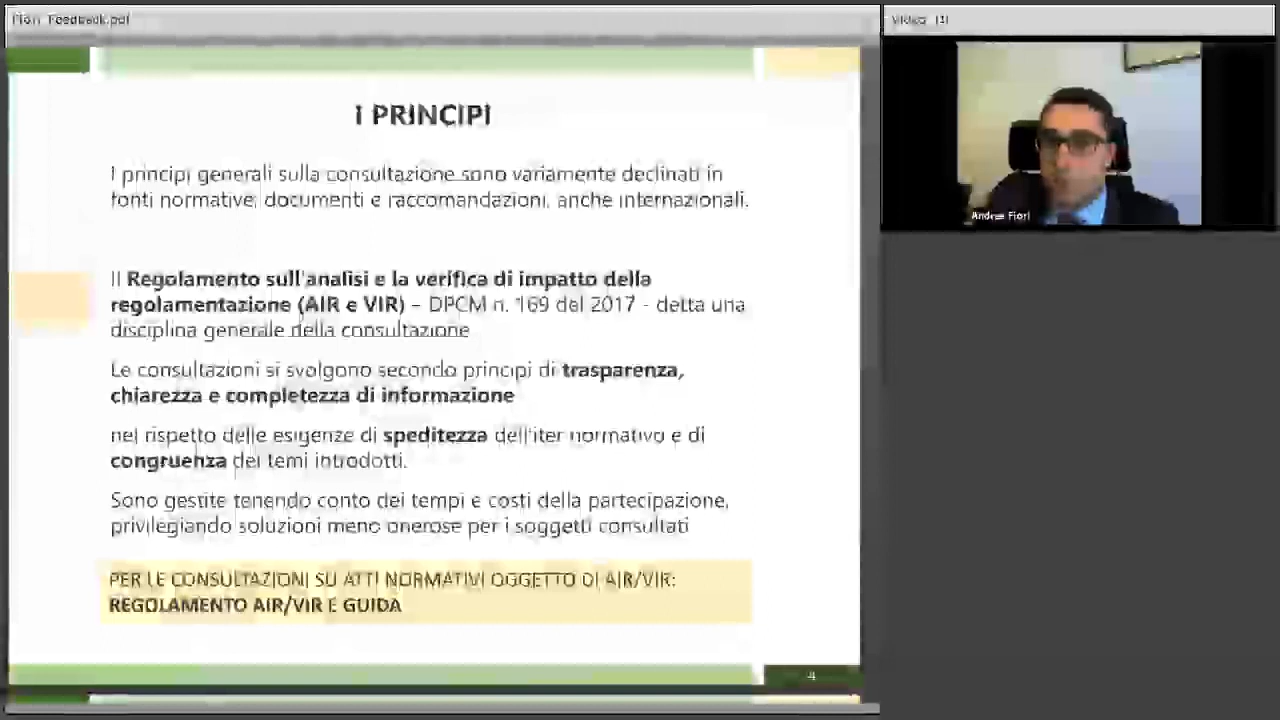 Fiori Feedback.pdf
Video (1)
I PRINCIPI
I principi generali sulla consultazione sono variamente declinati in
fonti normative, documenti e raccomandazioni, anche internazionali.
Il Regolamento sull'analisi e la verifica di impatto della
regolamentazione (AIR e VIR) – DPCM n. 169 del 2017 - detta una
disciplina generale della consultazione
Le consultazioni si svolgono secondo principi di trasparenza,
chiarezza e completezza di informazione
nel rispetto delle esigenze di speditezza dell'iter normativo e di
congruenza dei temi introdotti.
Sono gestite tenendo conto dei tempi e costi della partecipazione,
privilegiando soluzioni meno onerose per i soggetti consultati
PER LE CONSULTAZIONI SU ATTI NORMATIVI OGGETTO DI AIR/VIR:
REGOLAMENTO AIR/VIR E GUIDA
4
Andrea Fiori